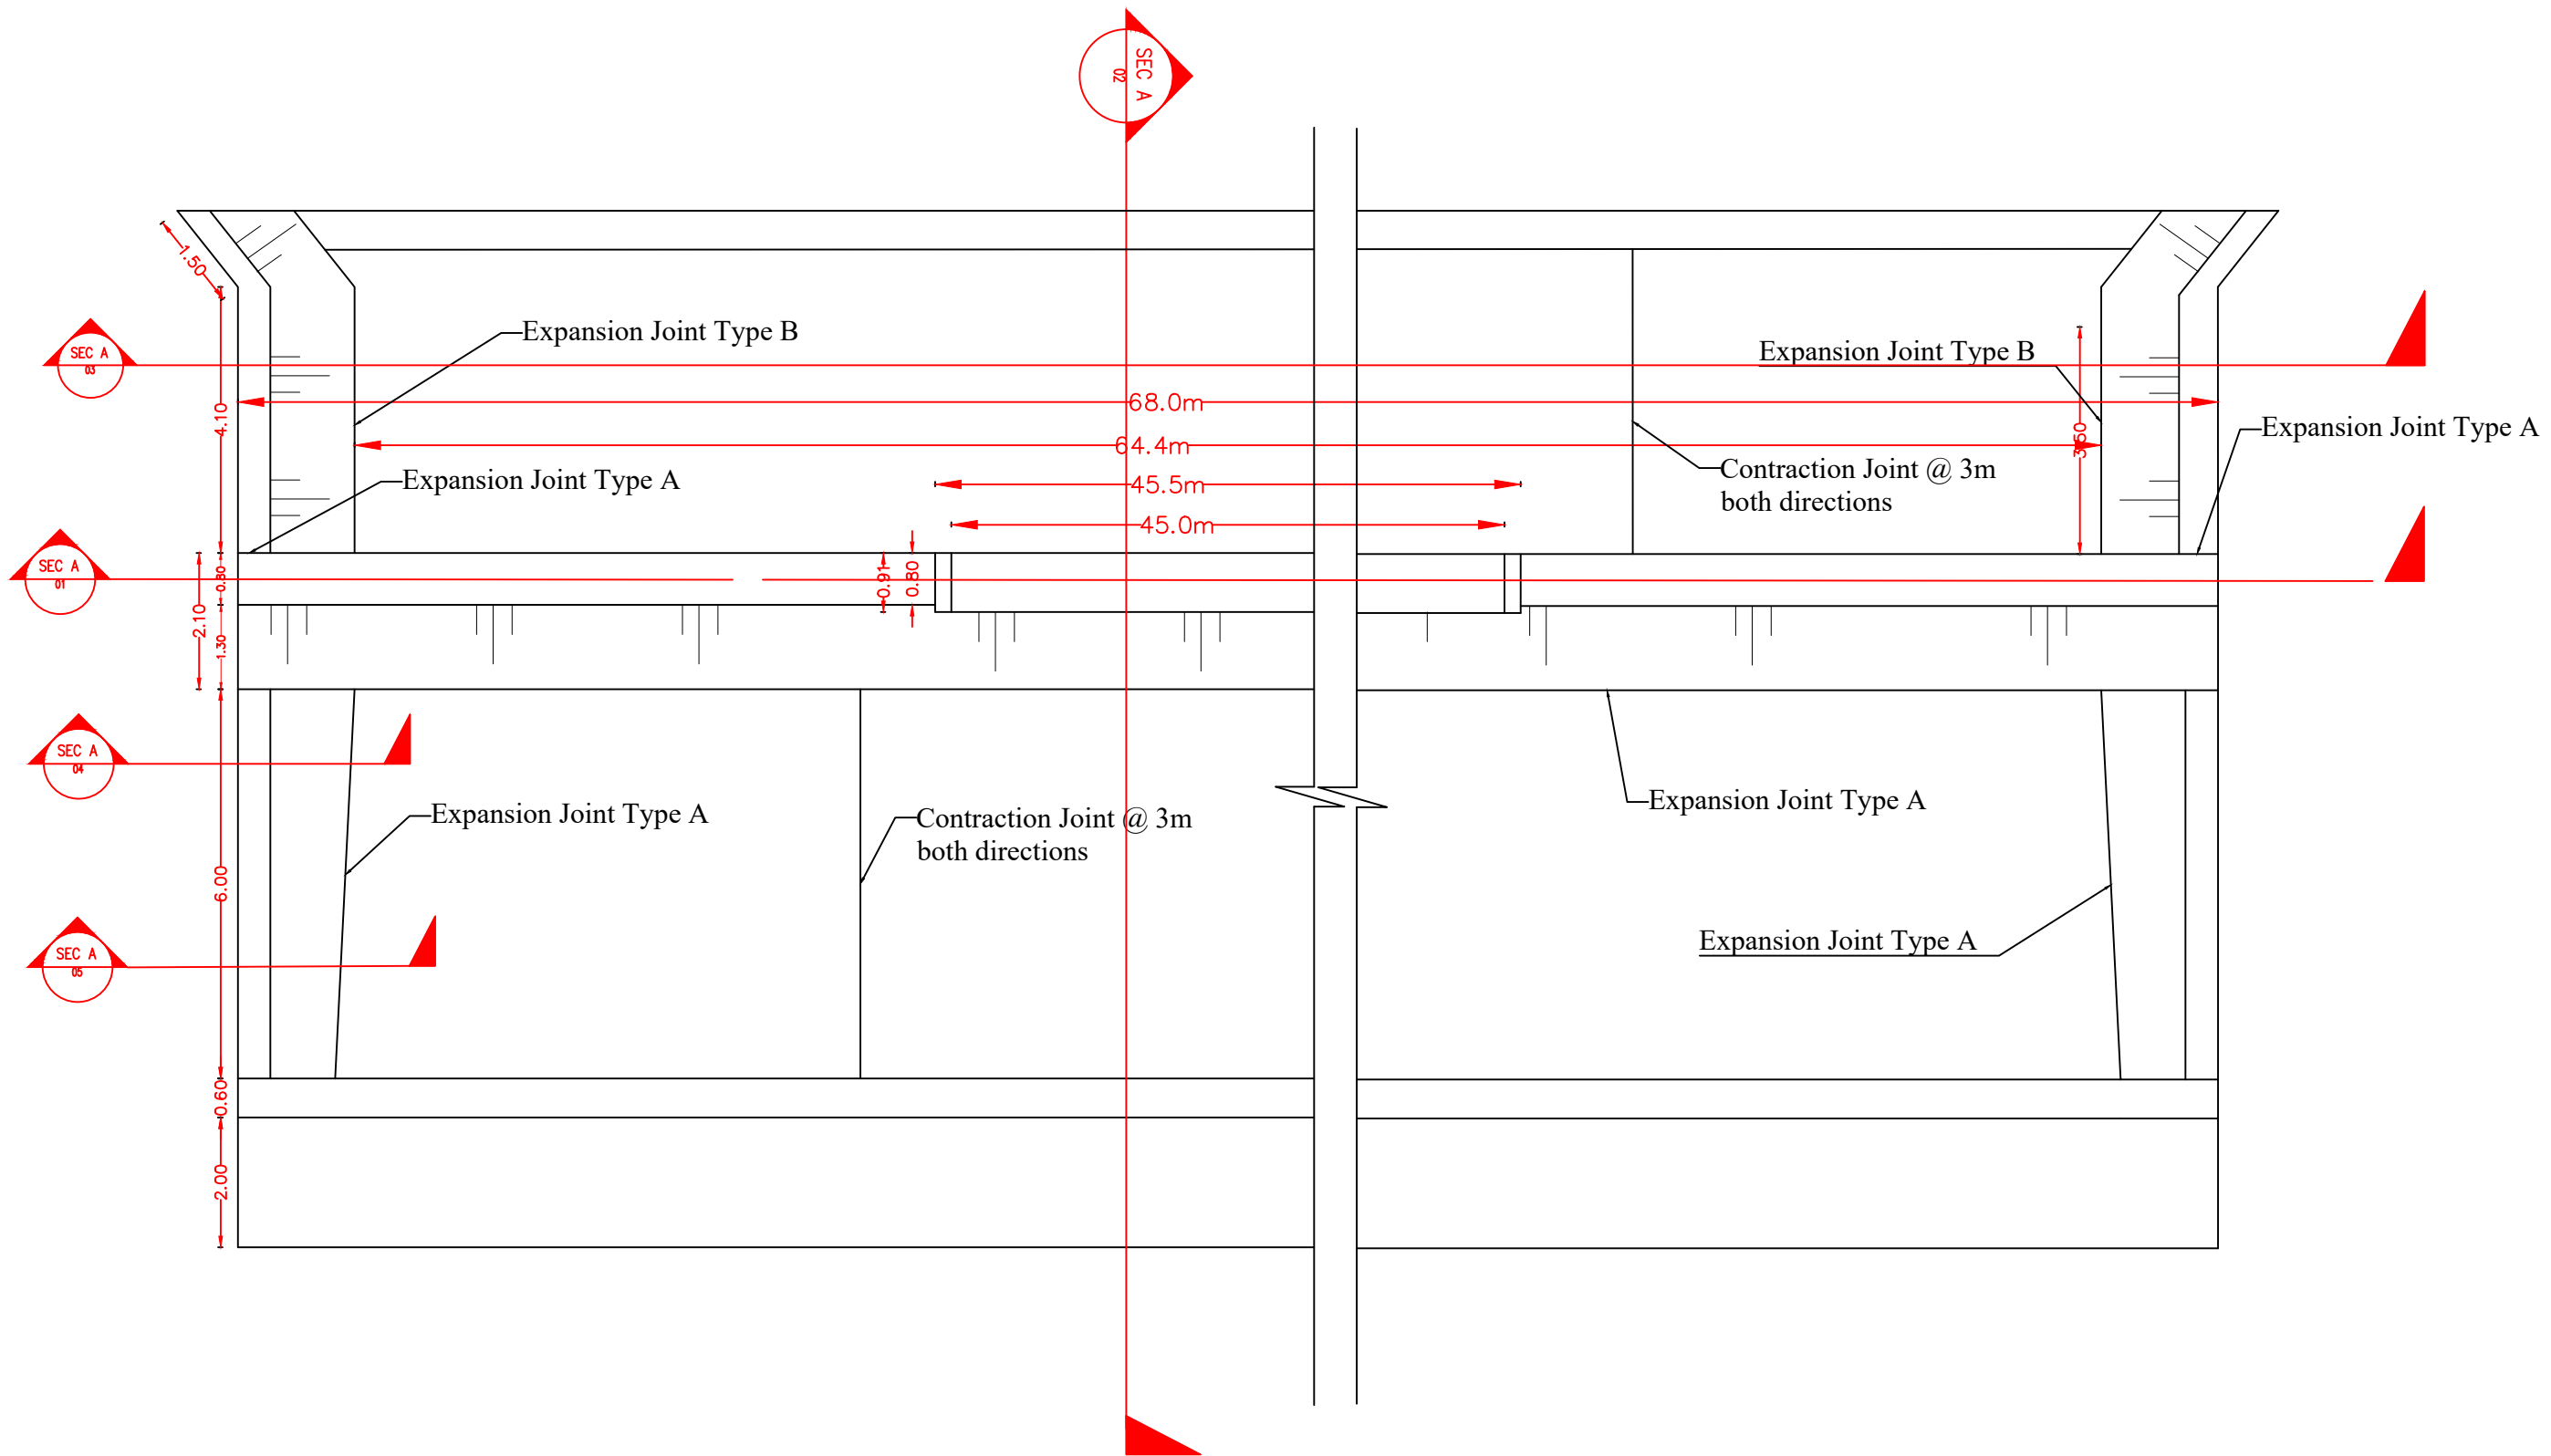 SEC A
02
1.50
Expansion Joint Type B
SEC A
03
Expansion Joint Type B
4.10
68.0m
3.50
64.4m
Expansion Joint Type A
Expansion Joint Type A
45.5m
Contraction Joint @ 3m
both directions
45.0m
SEC A
01
0.80
0.91
0.80
2.10
1.30
SEC A
04
Expansion Joint Type A
Expansion Joint Type A
Contraction Joint @ 3m
both directions
6.00
Expansion Joint Type A
SEC A
05
0.60
2.00